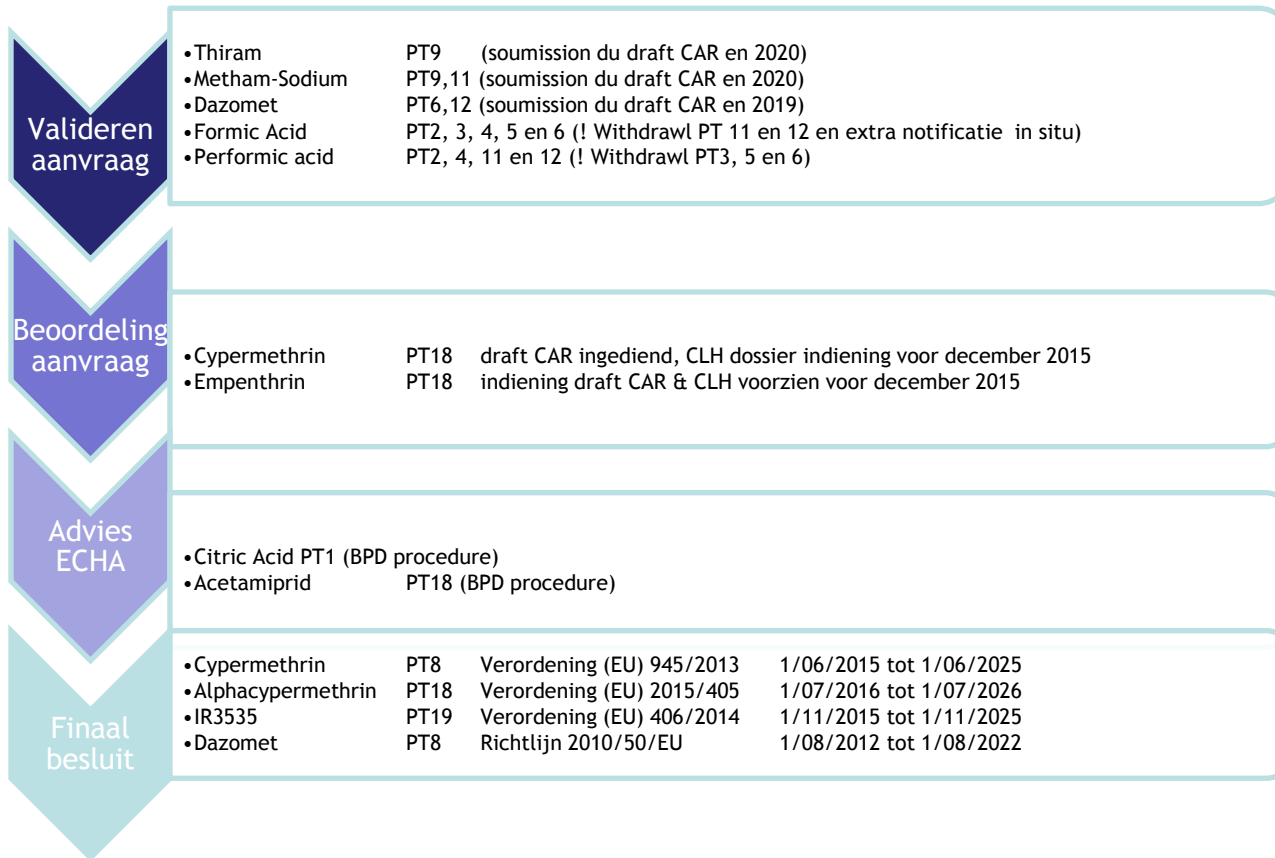 Valideren
aanvraag
•Thiram PT9 (soumission du draft CAR en 2020)
•Metham-Sodium PT9,11 (soumission du draft CAR en 2020)
•Dazomet PT6,12 (soumission du draft CAR en 2019)
•Formic Acid PT2, 3, 4, 5 en 6 (! Withdrawl PT 11 en 12 en extra notificatie in situ)
•Performic acid PT2, 4, 11 en 12 (! Withdrawl PT3, 5 en 6)
Beoordeling
aanvraag
•Cypermethrin PT18 draft CAR ingediend, CLH dossier indiening voor december 2015
•Empenthrin PT18 indiening draft CAR & CLH voorzien voor december 2015
Advies
ECHA
•Citric Acid PT1 (BPD procedure)
•Acetamiprid PT18 (BPD procedure)
Finaal
besluit
•Cypermethrin PT8 Verordening (EU) 945/2013 1/06/2015 tot 1/06/2025
•Alphacypermethrin PT18 Verordening (EU) 2015/405 1/07/2016 tot 1/07/2026
•IR3535 PT19 Verordening (EU) 406/2014 1/11/2015 tot 1/11/2025
•Dazomet PT8 Richtlijn 2010/50/EU 1/08/2012 tot 1/08/2022